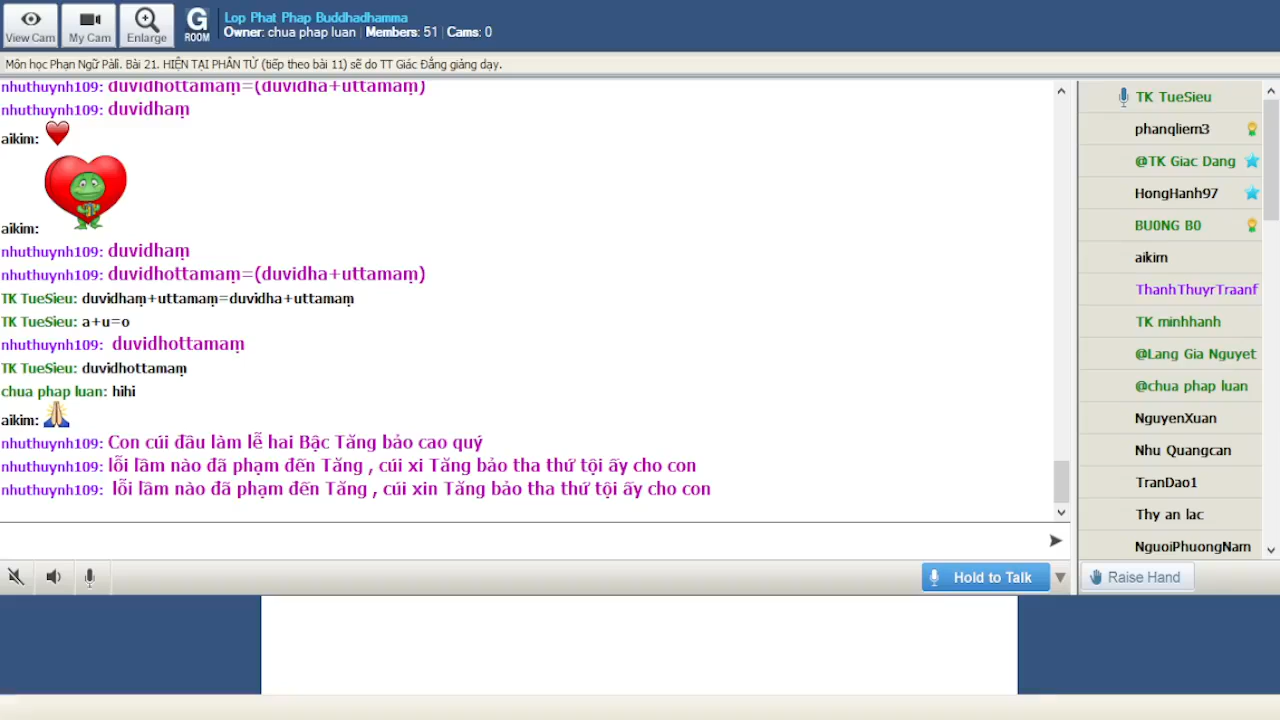 View Cam
My Cam
Enlarge
G ROOM
Lop Phat Phap Buddhadhamma
Owner: chua phap luan | Members: 51 | Cams: 0
Môn học Phạn Ngữ Pāli. Bài 21. HIỆN TẠI PHÂN TỪ (tiếp theo bài 11) sẽ do TT Giác Đẳng giảng dạy.
nhuthuynh109: duvidhottamaṃ=(duvidha+uttamaṃ)
nhuthuynh109: duvidhaṃ
aikim:
aikim:
nhuthuynh109: duvidhaṃ
nhuthuynh109: duvidhottamaṃ=(duvidha+uttamaṃ)
TK TueSieu: duvidhaṃ+uttamaṃ=duvidha+uttamaṃ
TK TueSieu: a+u=o
nhuthuynh109: duvidhottamaṃ
TK TueSieu: duvidhottamaṃ
chua phap luan: hihi
aikim:
nhuthuynh109: Con cúi đầu làm lễ hai Bậc Tăng bảo cao quý
nhuthuynh109: lỗi lầm nào đã phạm đến Tăng , cúi xi Tăng bảo tha thứ tội ấy cho con
nhuthuynh109: lỗi lầm nào đã phạm đến Tăng , cúi xin Tăng bảo tha thứ tội ấy cho con
TK TueSieu
phanqliem3
@TK Giac Dang
HongHanh97
BU0NG B0
aikim
ThanhThuyrTraanf
TK minhhanh
@Lang Gia Nguyet
@chua phap luan
NguyenXuan
Nhu Quangcan
TranDao1
Thy an lac
NguoiPhuongNam
Hold to Talk
Raise Hand